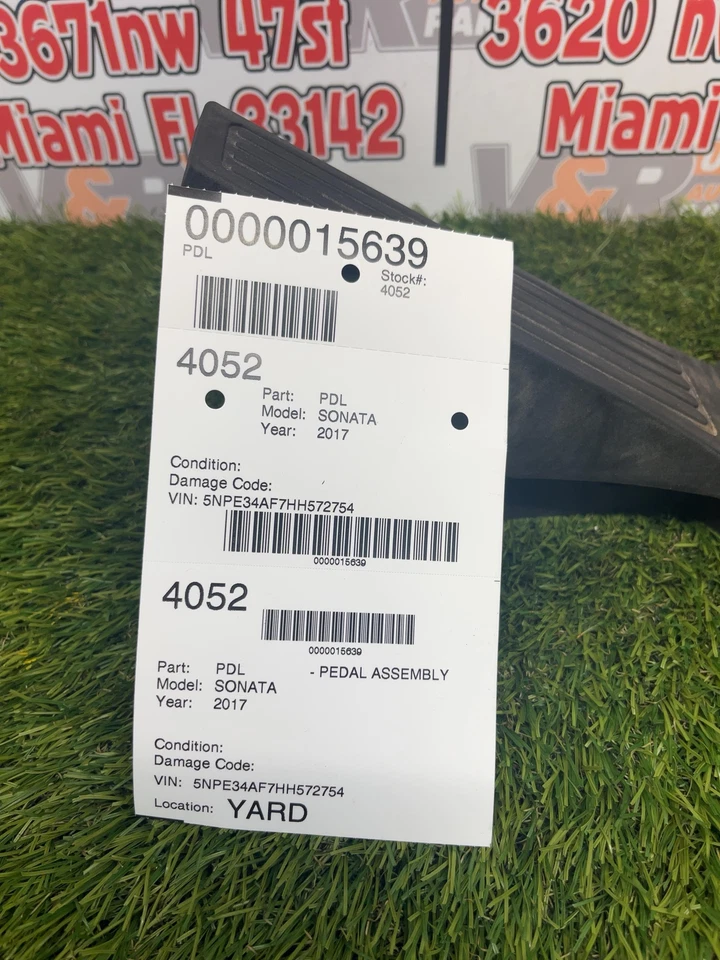 3671nw 47st
3620 n
Miami Fl 33142
Miami
V&R
0000015639
PDL
Stock#:
4052
4052
Part: PDL
Model: SONATA
Year: 2017
Condition:
Damage Code:
VIN: 5NPE34AF7HH572754
0000015639
4052
0000015639
Part: PDL - PEDAL ASSEMBLY
Model: SONATA
Year: 2017
Condition:
Damage Code:
VIN: 5NPE34AF7HH572754
Location: YARD